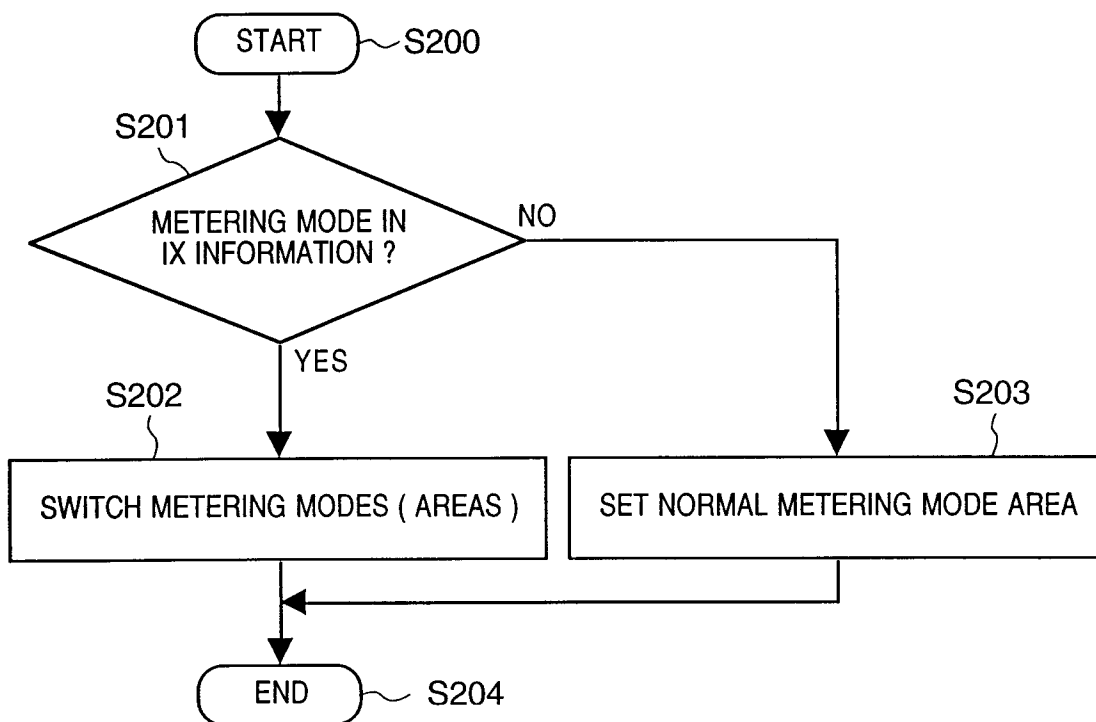 START
S200
S201
METERING MODE IN
IX INFORMATION ?
NO
YES
S202
S203
SWITCH METERING MODES ( AREAS )
SET NORMAL METERING MODE AREA
END
S204